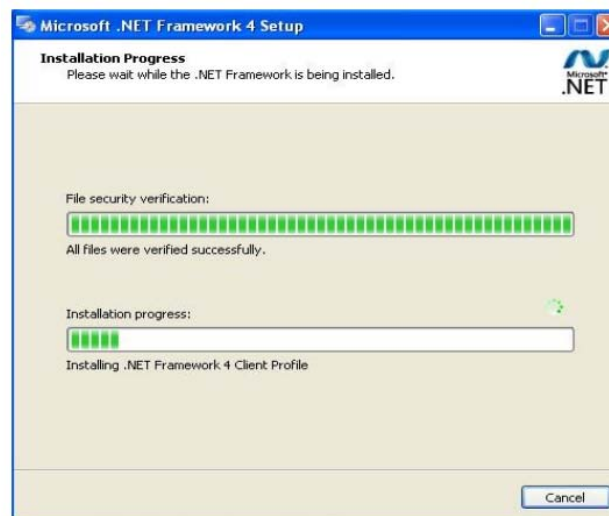 Microsoft .NET Framework 4 Setup
Installation Progress
Please wait while the .NET Framework is being installed.
Microsoft®
.NET
File security verification:
All files were verified successfully.
Installation progress:
Installing .NET Framework 4 Client Profile
Cancel